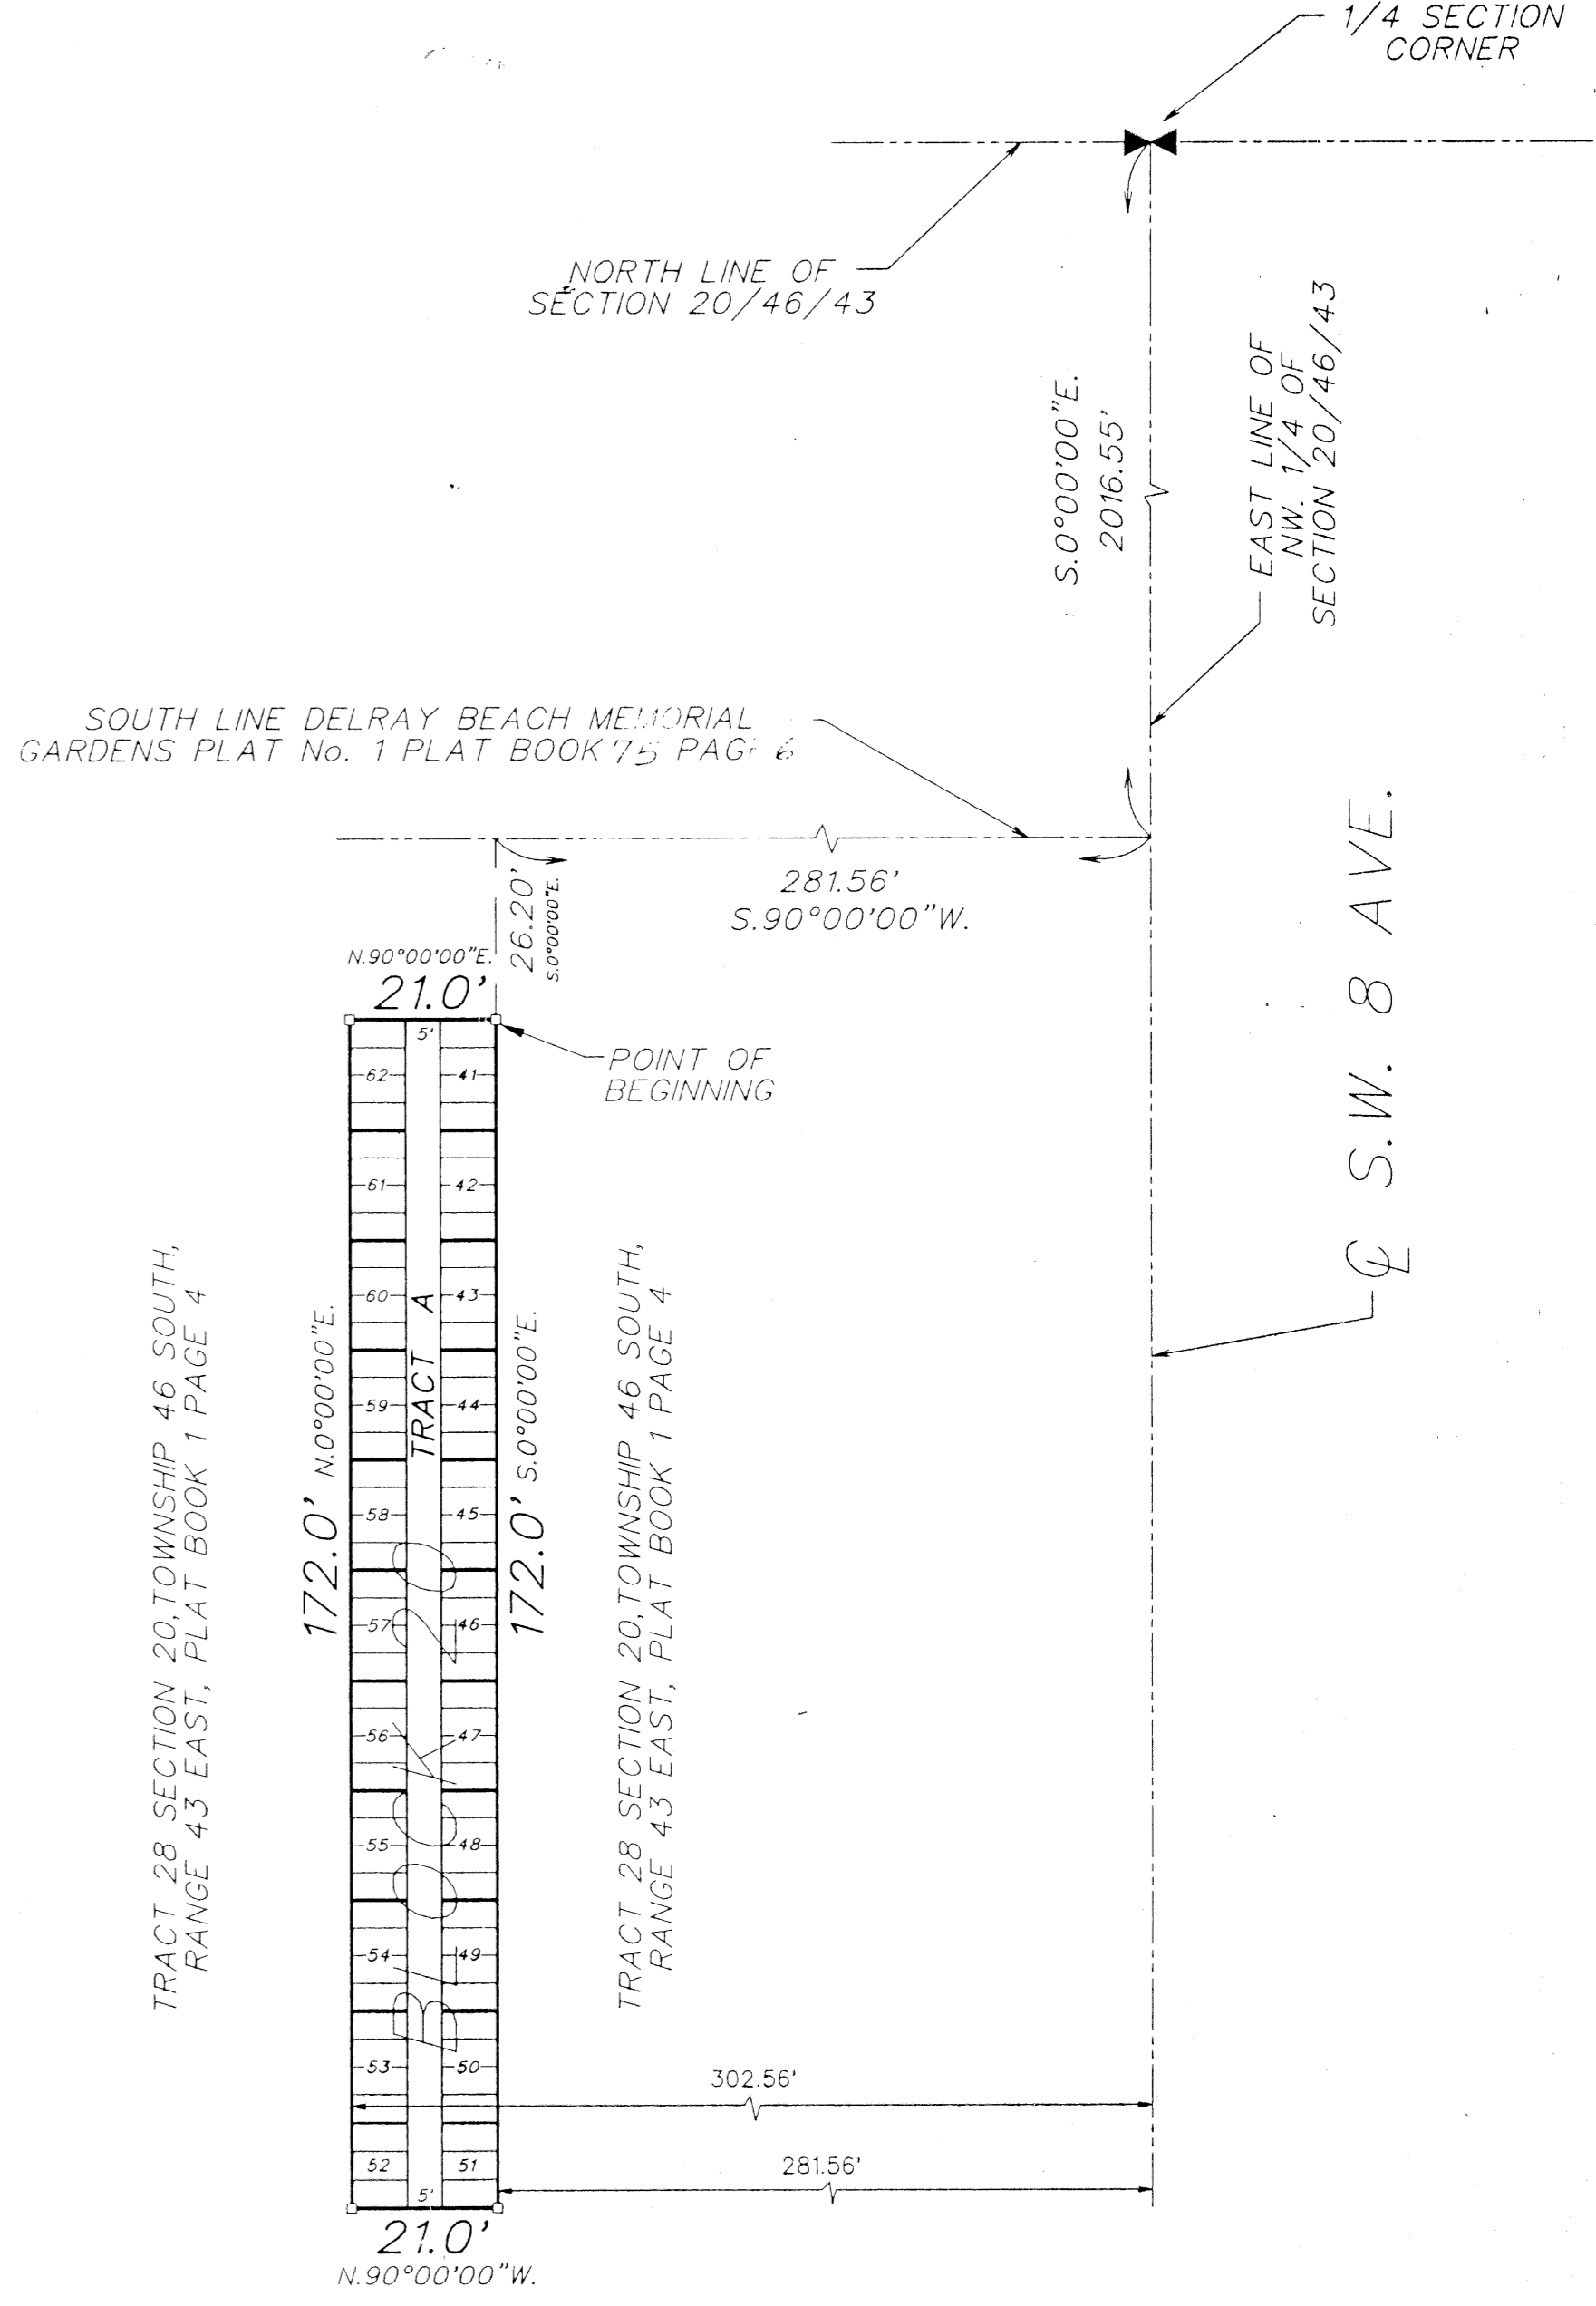 1/4 SECTION
CORNER
NORTH LINE OF
SECTION 20/46/43
S.0°00'00"E.
2016.55'
EAST LINE OF
NW. 1/4 OF
SECTION 20/46/43
SOUTH LINE DELRAY BEACH MEMORIAL
GARDENS PLAT No. 1 PLAT BOOK 75 PAGE 6
281.56'
S.90°00'00"W.
26.20'
S.0°00'00"E.
N.90°00'00"E.
21.0'
POINT OF
BEGINNING
℄ S.W. 8 AVE.
5'
62
41
61
42
60
43
59
44
58
45
57
46
56
47
55
48
54
49
53
50
52
51
5'
TRACT A
BLOCK 120
172.0' N.0°00'00"E.
172.0' S.0°00'00"E.
TRACT 28 SECTION 20,TOWNSHIP 46 SOUTH,
RANGE 43 EAST, PLAT BOOK 1 PAGE 4
TRACT 28 SECTION 20,TOWNSHIP 46 SOUTH,
RANGE 43 EAST, PLAT BOOK 1 PAGE 4
302.56'
281.56'
21.0'
N.90°00'00"W.